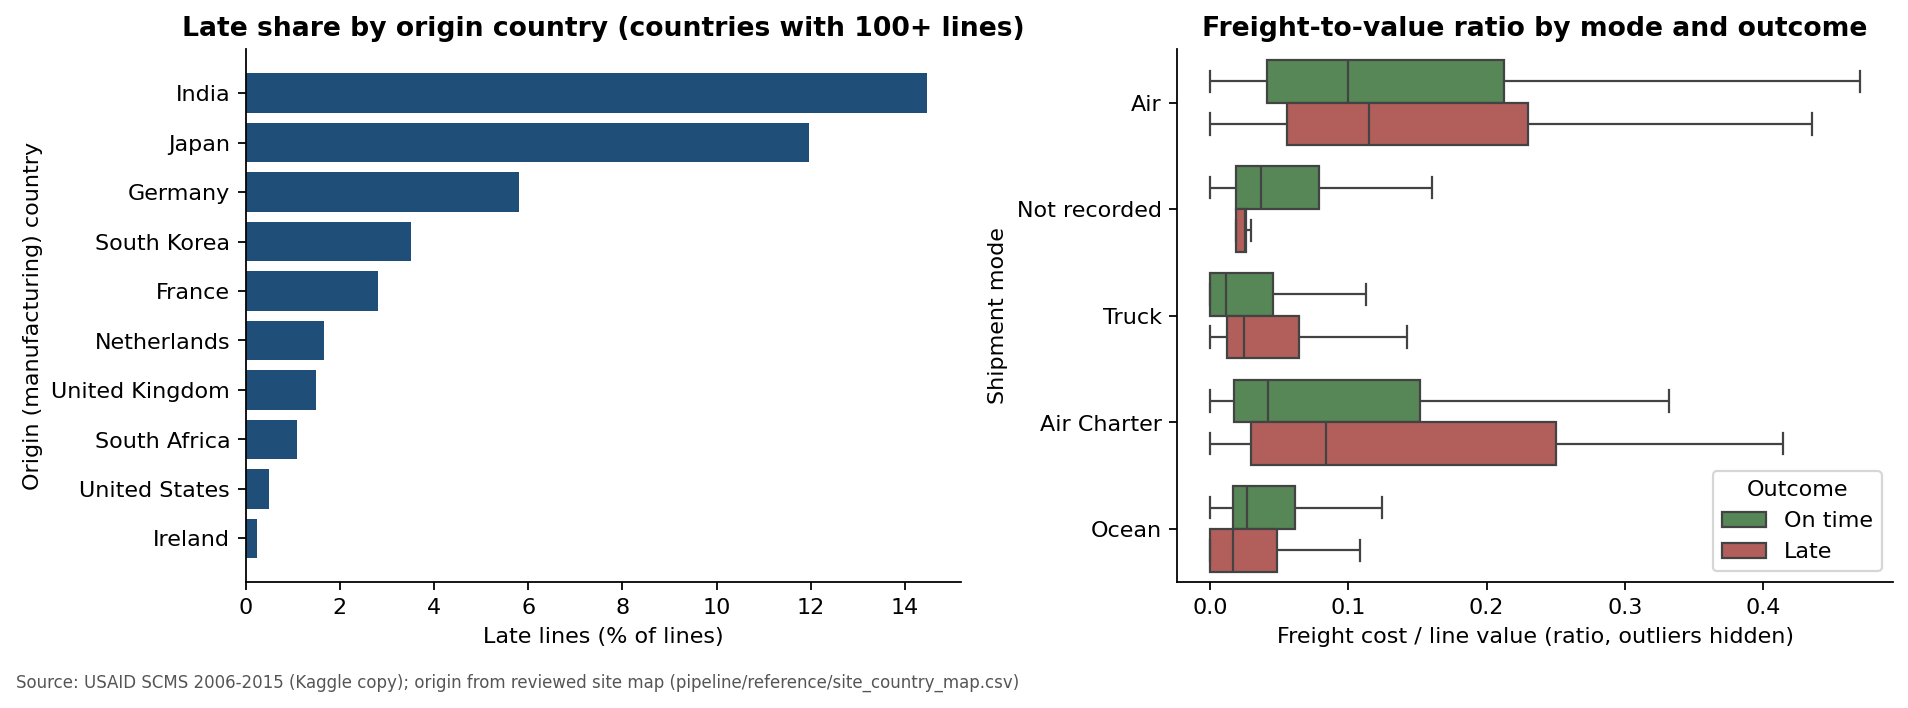 Late share by origin country (countries with 100+ lines)
Origin (manufacturing) country
India
Japan
Germany
South Korea
France
Netherlands
United Kingdom
South Africa
United States
Ireland
0 2 4 6 8 10 12 14
Late lines (% of lines)
Freight-to-value ratio by mode and outcome
Shipment mode
Air
Not recorded
Truck
Air Charter
Ocean
Outcome
On time
Late
0.0 0.1 0.2 0.3 0.4
Freight cost / line value (ratio, outliers hidden)
Source: USAID SCMS 2006-2015 (Kaggle copy); origin from reviewed site map (pipeline/reference/site_country_map.csv)